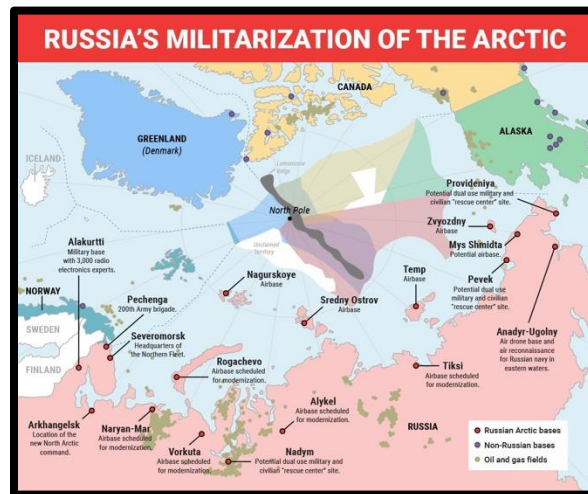 RUSSIA'S MILITARIZATION OF THE ARCTIC
CANADA
GREENLAND
(Denmark)
ALASKA
ICELAND
Lomonosov
Ridge
North Pole
Unclaimed
Territory
Provideniya
Potential dual use military and
civilian "rescue center" site.
Zvyozdny
Airbase
Mys Shmidta
Potential airbase.
Alakurtti
Military base
with 3,000 radio
electronics experts.
Nagurskoye
Airbase
Temp
Airbase
Pevek
Potential dual use
military and civilian
"rescue center" site.
NORWAY
Pechenga
200th Army brigade.
Sredny Ostrov
Airbase
SWEDEN
Severomorsk
Headquarters of
the Northern Fleet.
Anadyr-Ugolny
Air drone base and
air reconnaissance
for Russian navy in
eastern waters.
FINLAND
Rogachevo
Airbase scheduled
for modernization.
Tiksi
Airbase scheduled
for modernization.
Alykel
Airbase scheduled
for modernization.
Arkhangelsk
Location of the
new North Arctic
command.
Naryan-Mar
Airbase scheduled
for modernization.
RUSSIA
Vorkuta
Airbase scheduled
for modernization.
Nadym
Potential dual use military and
civilian "rescue center" site.
Russian Arctic bases
Non-Russian bases
Oil and gas fields